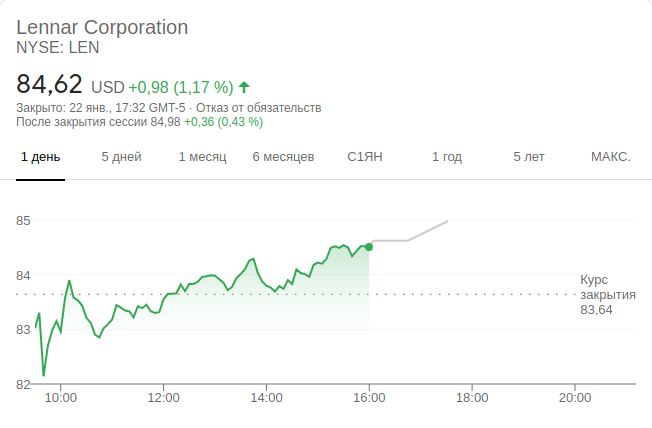 Lennar Corporation
NYSE: LEN
84,62 USD +0,98 (1,17 %)
Закрыто: 22 янв., 17:32 GMT-5 · Отказ от обязательств
После закрытия сессии 84,98 +0,36 (0,43 %)
1 день 5 дней 1 месяц 6 месяцев С1ЯН 1 год 5 лет МАКС.
85
84
83
82
Курс
закрытия
83,64
10:00 12:00 14:00 16:00 18:00 20:00